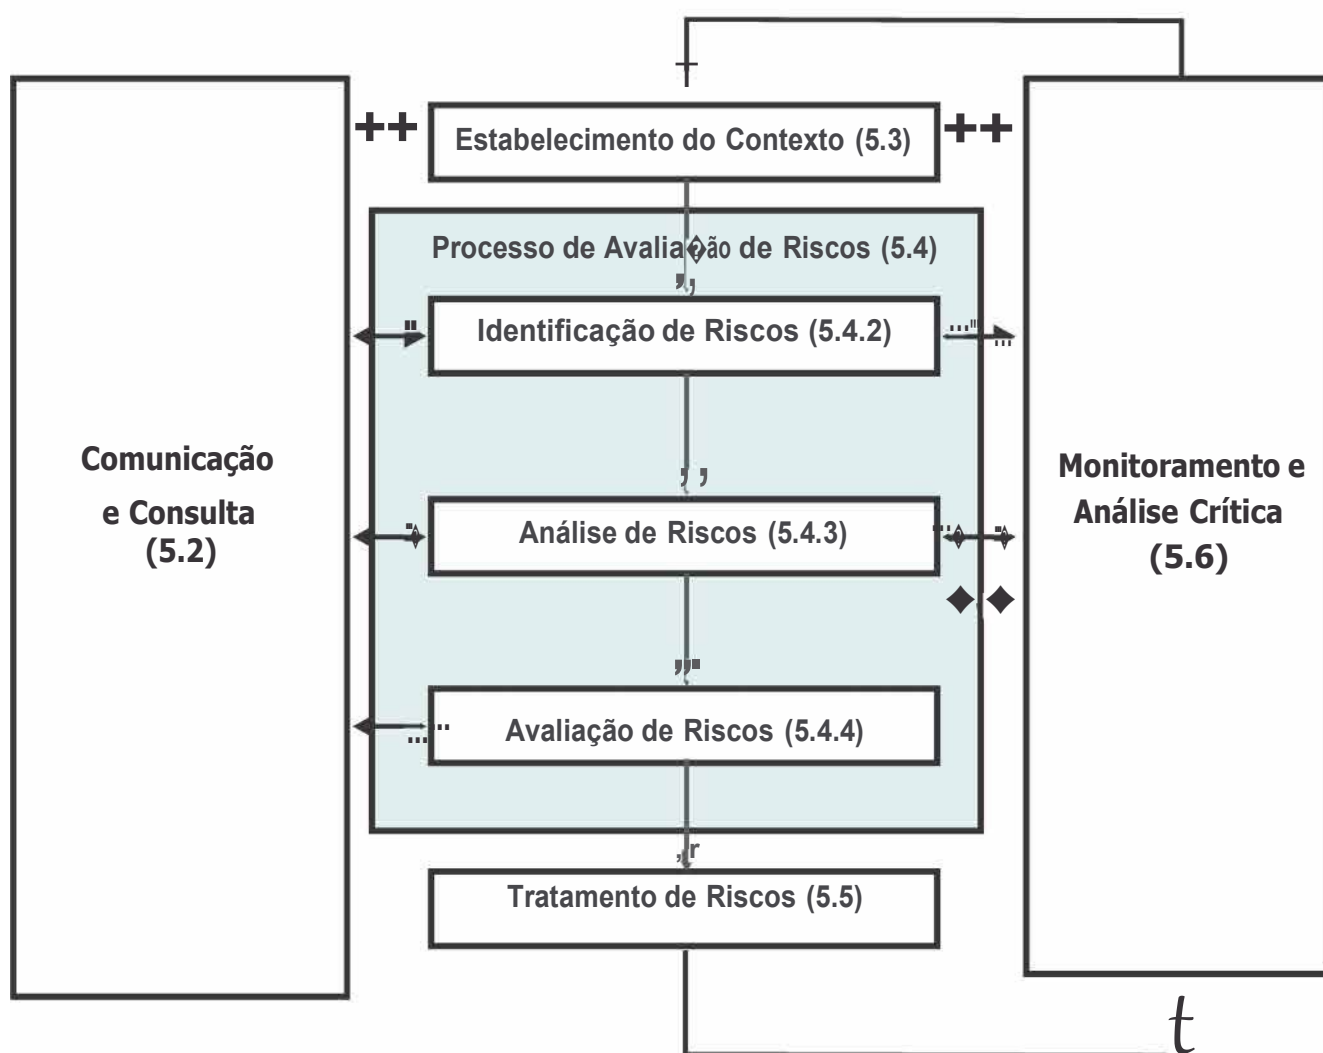 Estabelecimento do Contexto (5.3)
Processo de Avalia�ão de Riscos (5.4)
Identificação de Riscos (5.4.2)
Comunicação
e Consulta
(5.2)
Análise de Riscos (5.4.3)
Monitoramento e
Análise Crítica
(5.6)
Avaliação de Riscos (5.4.4)
Tratamento de Riscos (5.5)
t